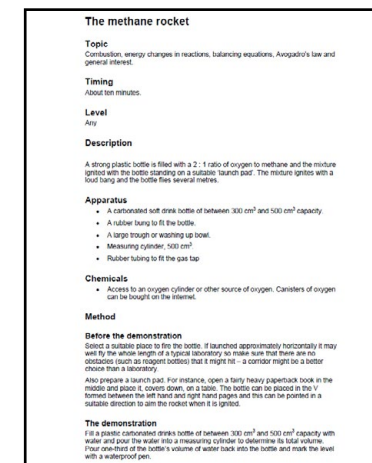 The methane rocket
Topic
Combustion, energy changes in reactions, balancing equations, Avogadro's law and
general interest.
Timing
About ten minutes.
Level
Any
Description
A strong plastic bottle is filled with a 2 : 1 ratio of oxygen to methane and the mixture
ignited with the bottle standing on a suitable 'launch pad'. The mixture ignites with a
loud bang and the bottle flies several metres.
Apparatus
• A carbonated soft drink bottle of between 300 cm³ and 500 cm³ capacity.
• A rubber bung to fit the bottle.
• A large trough or washing up bowl.
• Measuring cylinder, 500 cm³.
• Rubber tubing to fit the gas tap
Chemicals
• Access to an oxygen cylinder or other source of oxygen. Canisters of oxygen
can be bought on the internet.
Method
Before the demonstration
Select a suitable place to fire the bottle. If launched approximately horizontally it may
well fly the whole length of a typical laboratory so make sure that there are no
obstacles (such as reagent bottles) that it might hit – a corridor might be a better
choice than a laboratory.
Also prepare a launch pad. For instance, open a fairly heavy paperback book in the
middle and place it, covers down, on a table. The bottle can be placed in the V
formed between the left hand and right hand pages and this can be pointed in a
suitable direction to aim the rocket when it is ignited.
The demonstration
Fill a plastic carbonated drinks bottle of between 300 cm³ and 500 cm³ capacity with
water and pour the water into a measuring cylinder to determine its total volume.
Pour one-third of the bottle's volume of water back into the bottle and mark the level
with a waterproof pen.